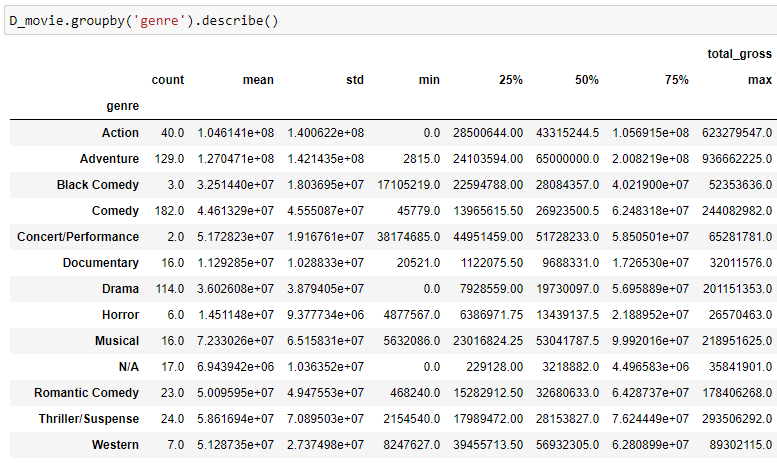 D_movie.groupby('genre').describe()
total_gross
count mean std min 25% 50% 75% max
genre
Action 40.0 1.046141e+08 1.400622e+08 0.0 28500644.00 43315244.5 1.056915e+08 623279547.0
Adventure 129.0 1.270471e+08 1.421435e+08 2815.0 24103594.00 65000000.0 2.008219e+08 936662225.0
Black Comedy 3.0 3.251440e+07 1.803695e+07 17105219.0 22594788.00 28084357.0 4.021900e+07 52353636.0
Comedy 182.0 4.461329e+07 4.555087e+07 45779.0 13965615.50 26923500.5 6.248318e+07 244082982.0
Concert/Performance 2.0 5.172823e+07 1.916761e+07 38174685.0 44951459.00 51728233.0 5.850501e+07 65281781.0
Documentary 16.0 1.129285e+07 1.028833e+07 20521.0 1122075.50 9688331.0 1.726530e+07 32011576.0
Drama 114.0 3.602608e+07 3.879405e+07 0.0 7928559.00 19730097.0 5.695889e+07 201151353.0
Horror 6.0 1.451148e+07 9.377734e+06 4877567.0 6386971.75 13439137.5 2.188952e+07 26570463.0
Musical 16.0 7.233026e+07 6.515831e+07 5632086.0 23016824.25 53041787.5 9.992016e+07 218951625.0
N/A 17.0 6.943942e+06 1.036352e+07 0.0 229128.00 3218882.0 4.496583e+06 35841901.0
Romantic Comedy 23.0 5.009595e+07 4.947553e+07 468240.0 15282912.50 32680633.0 6.428737e+07 178406268.0
Thriller/Suspense 24.0 5.861694e+07 7.089503e+07 2154540.0 17989472.00 28153827.0 7.624449e+07 293506292.0
Western 7.0 5.128735e+07 2.737498e+07 8247627.0 39455713.50 56932305.0 6.280899e+07 89302115.0